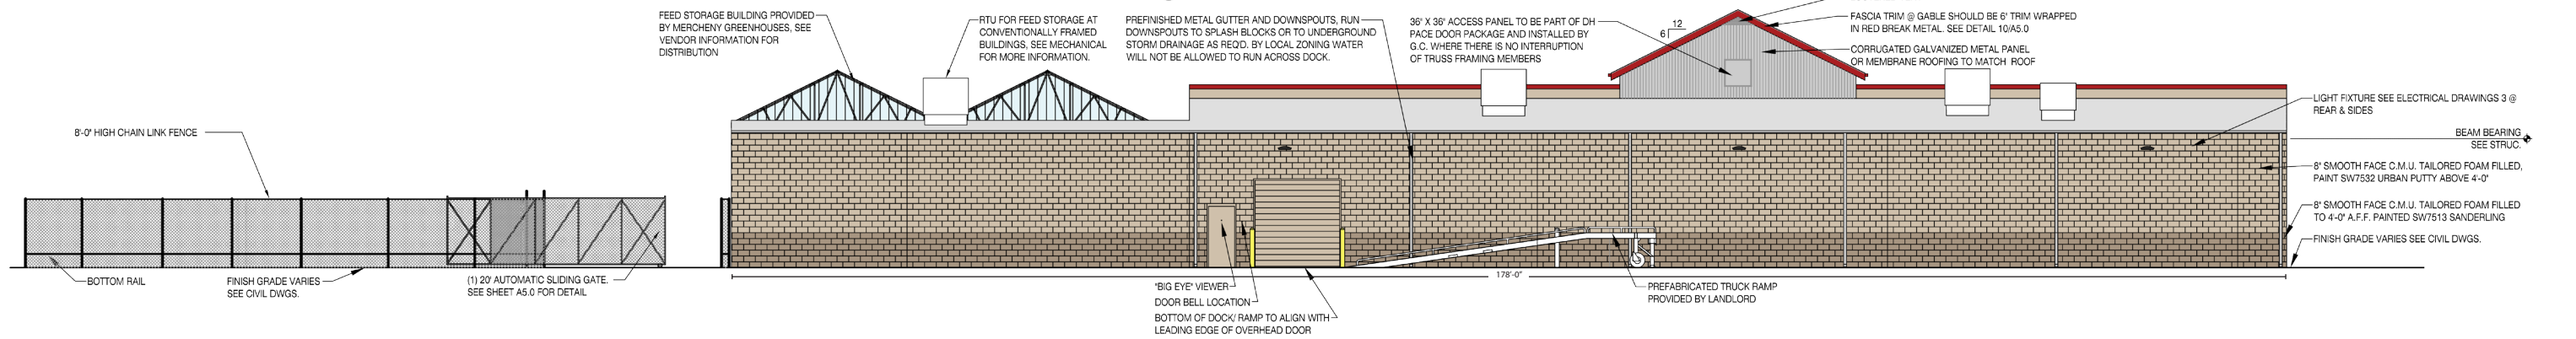 FEED STORAGE BUILDING PROVIDED
BY MERCHENY GREENHOUSES, SEE
VENDOR INFORMATION FOR
DISTRIBUTION
RTU FOR FEED STORAGE AT
CONVENTIONALLY FRAMED
BUILDINGS, SEE MECHANICAL
FOR MORE INFORMATION.
PREFINISHED METAL GUTTER AND DOWNSPOUTS, RUN
DOWNSPOUTS TO SPLASH BLOCKS OR TO UNDERGROUND
STORM DRAINAGE AS REQ'D. BY LOCAL ZONING WATER
WILL NOT BE ALLOWED TO RUN ACROSS DOCK.
36" X 36" ACCESS PANEL TO BE PART OF DH
PACE DOOR PACKAGE AND INSTALLED BY
G.C. WHERE THERE IS NO INTERRUPTION
OF TRUSS FRAMING MEMBERS
12
6
FASCIA TRIM @ GABLE SHOULD BE 6" TRIM WRAPPED
IN RED BREAK METAL. SEE DETAIL 10/A5.0
CORRUGATED GALVANIZED METAL PANEL
OR MEMBRANE ROOFING TO MATCH ROOF
LIGHT FIXTURE SEE ELECTRICAL DRAWINGS 3 @
REAR & SIDES
BEAM BEARING
SEE STRUC.
8" SMOOTH FACE C.M.U. TAILORED FOAM FILLED,
PAINT SW7532 URBAN PUTTY ABOVE 4'-0"
8" SMOOTH FACE C.M.U. TAILORED FOAM FILLED
TO 4'-0" A.F.F. PAINTED SW7513 SANDERLING
FINISH GRADE VARIES SEE CIVIL DWGS.
8'-0" HIGH CHAIN LINK FENCE
BOTTOM RAIL
FINISH GRADE VARIES
SEE CIVIL DWGS.
(1) 20' AUTOMATIC SLIDING GATE.
SEE SHEET A5.0 FOR DETAIL
178'-0"
"BIG EYE" VIEWER
DOOR BELL LOCATION
BOTTOM OF DOCK/ RAMP TO ALIGN WITH
LEADING EDGE OF OVERHEAD DOOR
PREFABRICATED TRUCK RAMP
PROVIDED BY LANDLORD